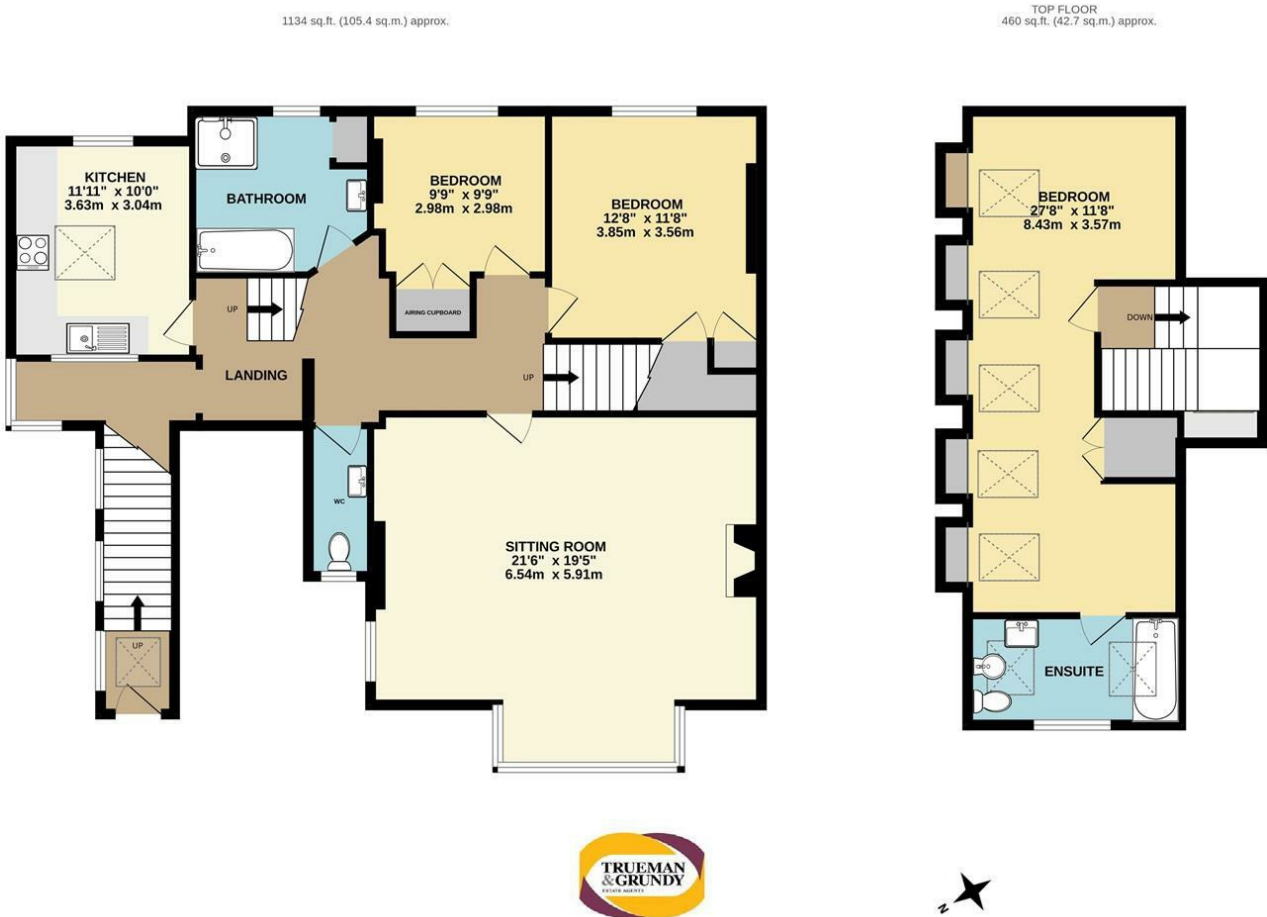 1134 sq.ft. (105.4 sq.m.) approx.
TOP FLOOR
460 sq.ft. (42.7 sq.m.) approx.
KITCHEN
11'11" x 10'0"
3.63m x 3.04m
BATHROOM
BEDROOM
9'9" x 9'9"
2.98m x 2.98m
BEDROOM
12'8" x 11'8"
3.85m x 3.56m
AIRING CUPBOARD
UP
LANDING
UP
WC
SITTING ROOM
21'6" x 19'5"
6.54m x 5.91m
UP
BEDROOM
27'8" x 11'8"
8.43m x 3.57m
DOWN
ENSUITE
TRUEMAN
& GRUNDY
ESTATE AGENTS
N